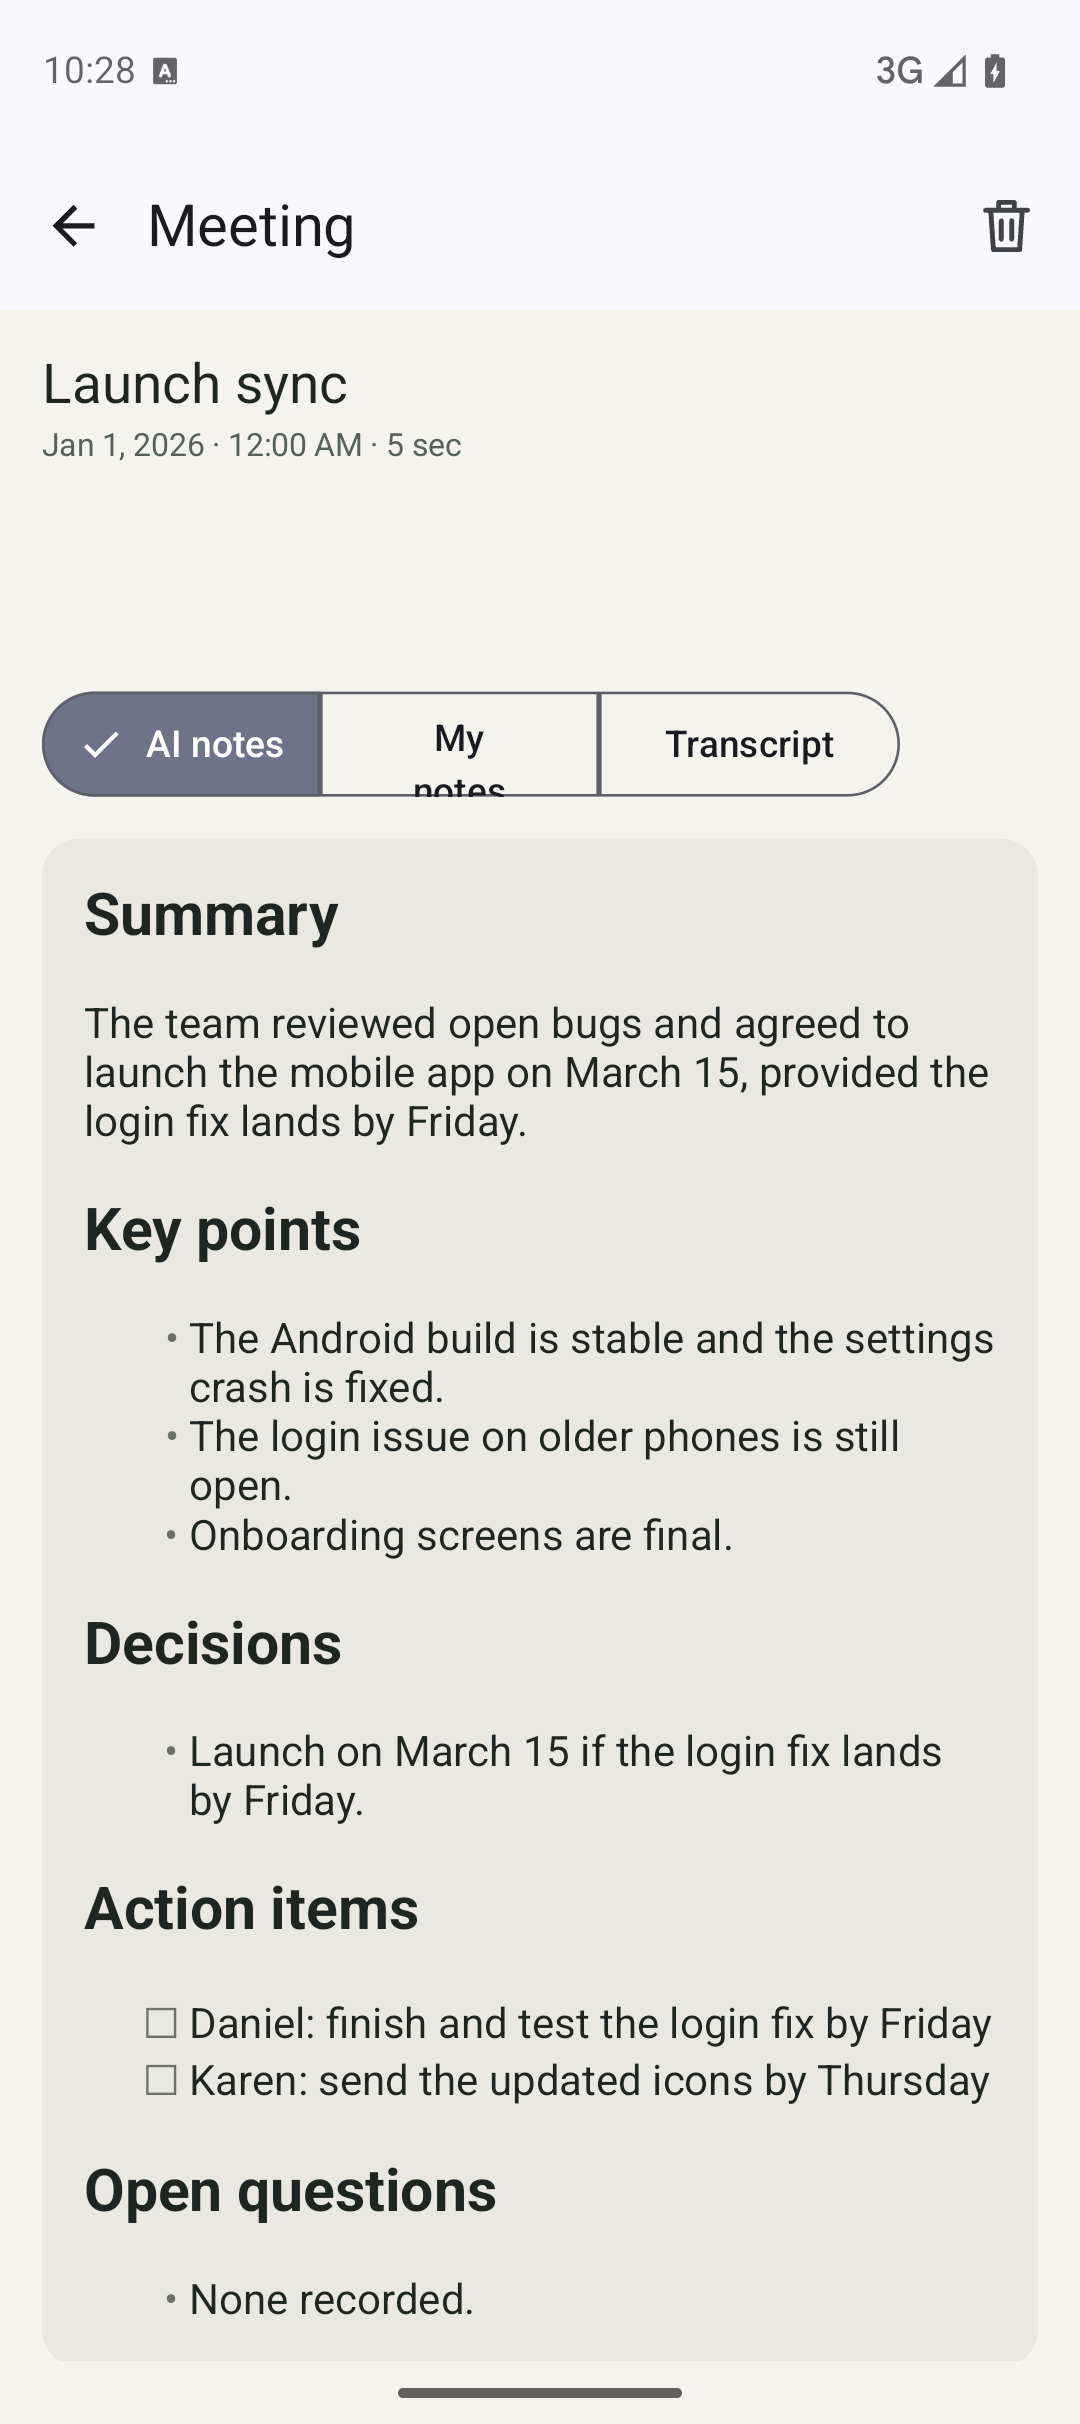 10:28
3G
Meeting
Launch sync
Jan 1, 2026 · 12:00 AM · 5 sec
AI notes
My
notes
Transcript
Summary
The team reviewed open bugs and agreed to
launch the mobile app on March 15, provided the
login fix lands by Friday.
Key points
• The Android build is stable and the settings
crash is fixed.
• The login issue on older phones is still
open.
• Onboarding screens are final.
Decisions
• Launch on March 15 if the login fix lands
by Friday.
Action items
☐ Daniel: finish and test the login fix by Friday
☐ Karen: send the updated icons by Thursday
Open questions
• None recorded.